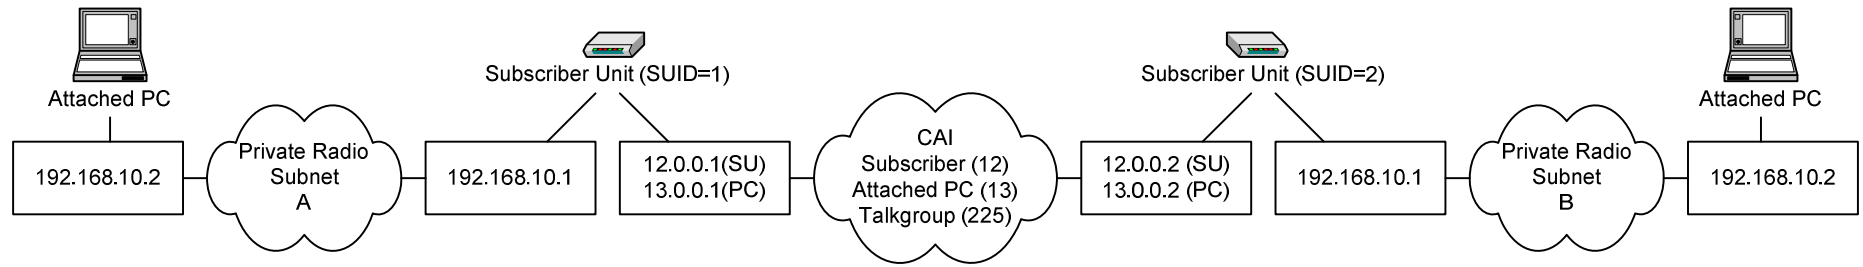 Attached PC
192.168.10.2
Private Radio
Subnet
A
Subscriber Unit (SUID=1)
192.168.10.1
12.0.0.1(SU)
13.0.0.1(PC)
CAI
Subscriber (12)
Attached PC (13)
Talkgroup (225)
Subscriber Unit (SUID=2)
12.0.0.2 (SU)
13.0.0.2 (PC)
192.168.10.1
Private Radio
Subnet
B
Attached PC
192.168.10.2